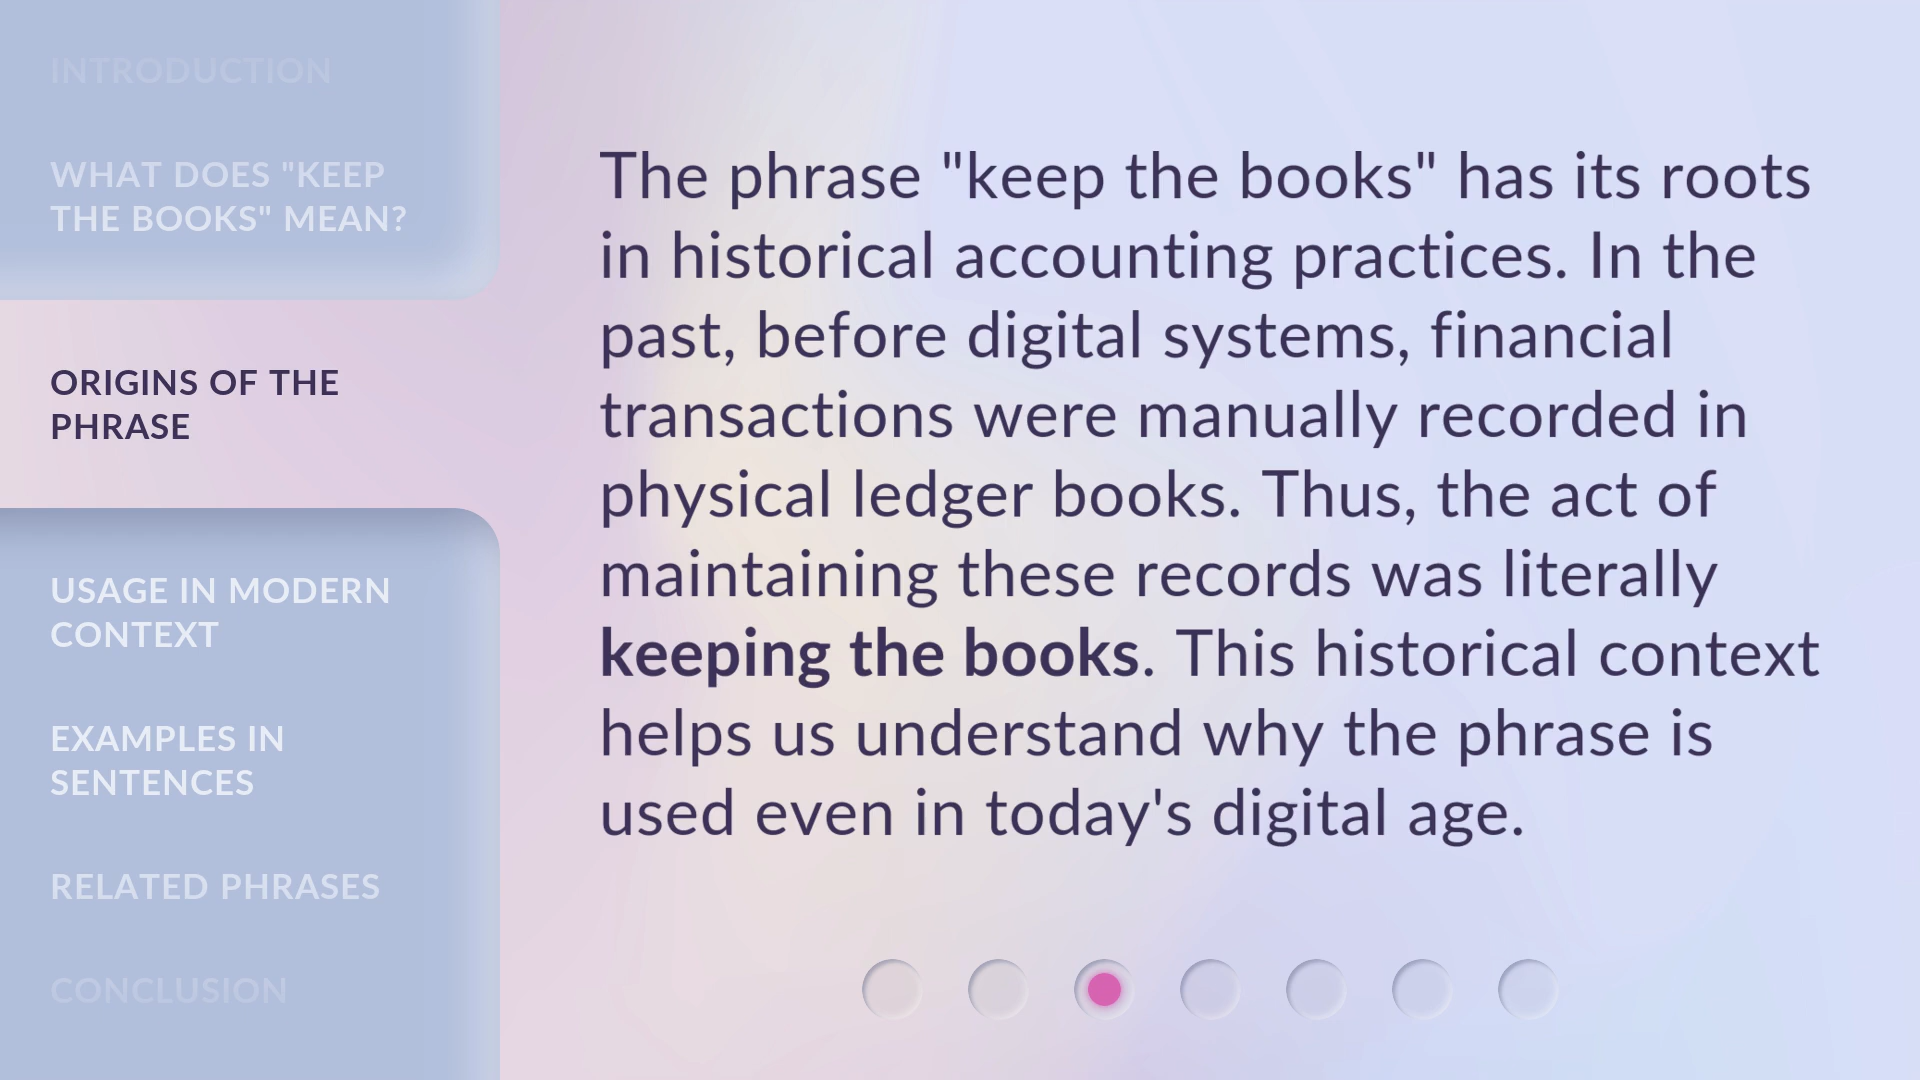 INTRODUCTION
WHAT DOES "KEEP
THE BOOKS" MEAN?
ORIGINS OF THE
PHRASE
USAGE IN MODERN
CONTEXT
EXAMPLES IN
SENTENCES
RELATED PHRASES
CONCLUSION
The phrase "keep the books" has its roots
in historical accounting practices. In the
past, before digital systems, financial
transactions were manually recorded in
physical ledger books. Thus, the act of
maintaining these records was literally
keeping the books. This historical context
helps us understand why the phrase is
used even in today's digital age.